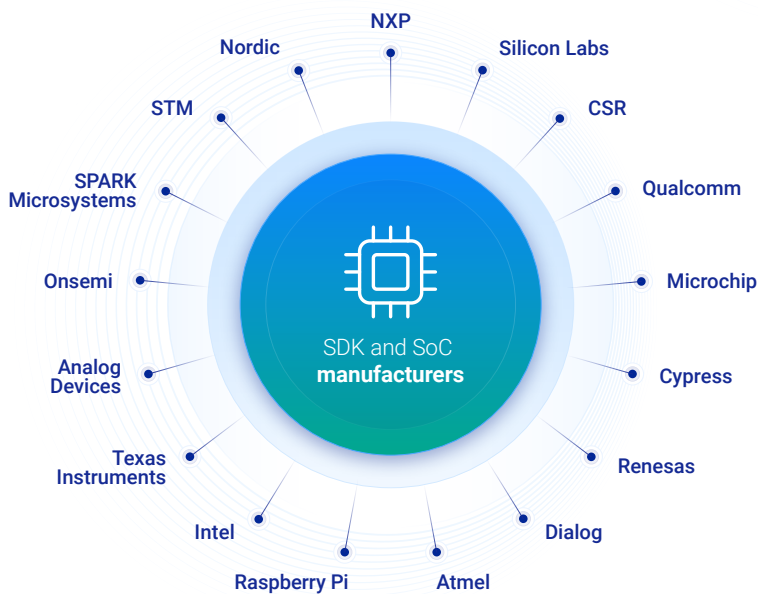 NXP
Nordic
Silicon Labs
STM
CSR
SPARK
Microsystems
Qualcomm
Onsemi
Microchip
SDK and SoC
manufacturers
Analog
Devices
Cypress
Texas
Instruments
Renesas
Intel
Dialog
Raspberry Pi
Atmel